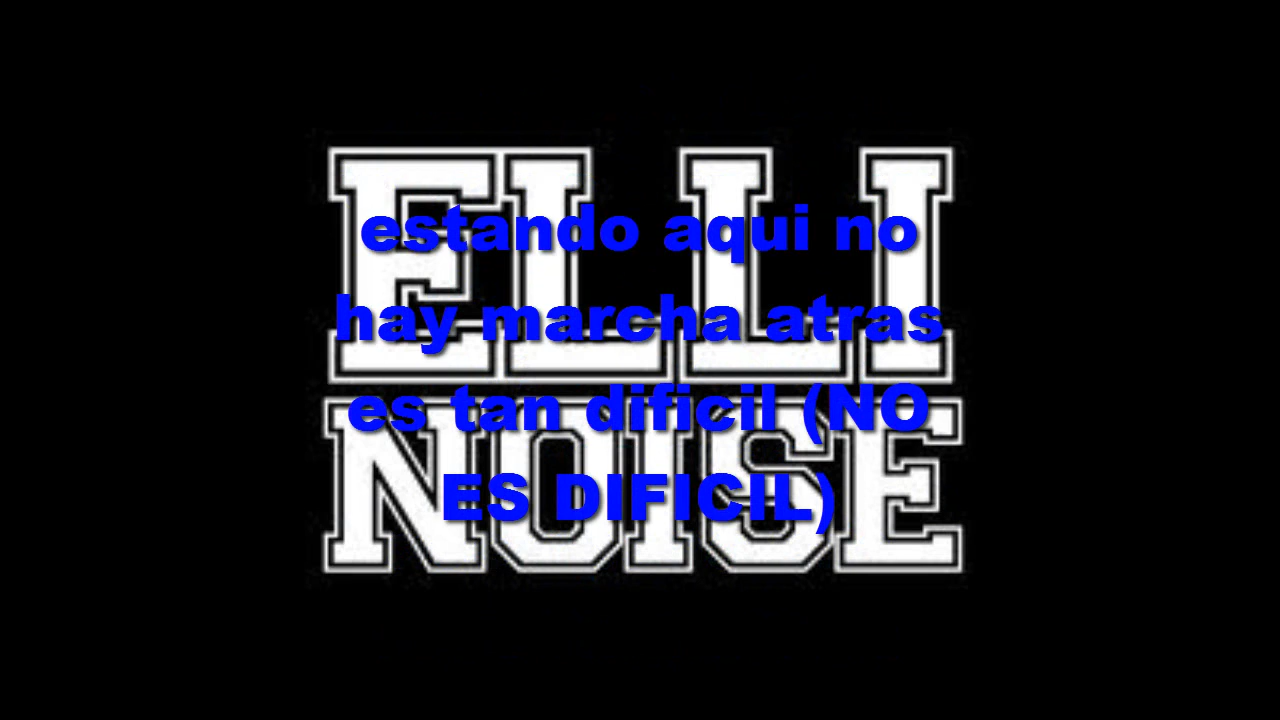 ELLI
NOISE
estando aqui no
hay marcha atras
es tan dificil (NO
ES DIFICIL)